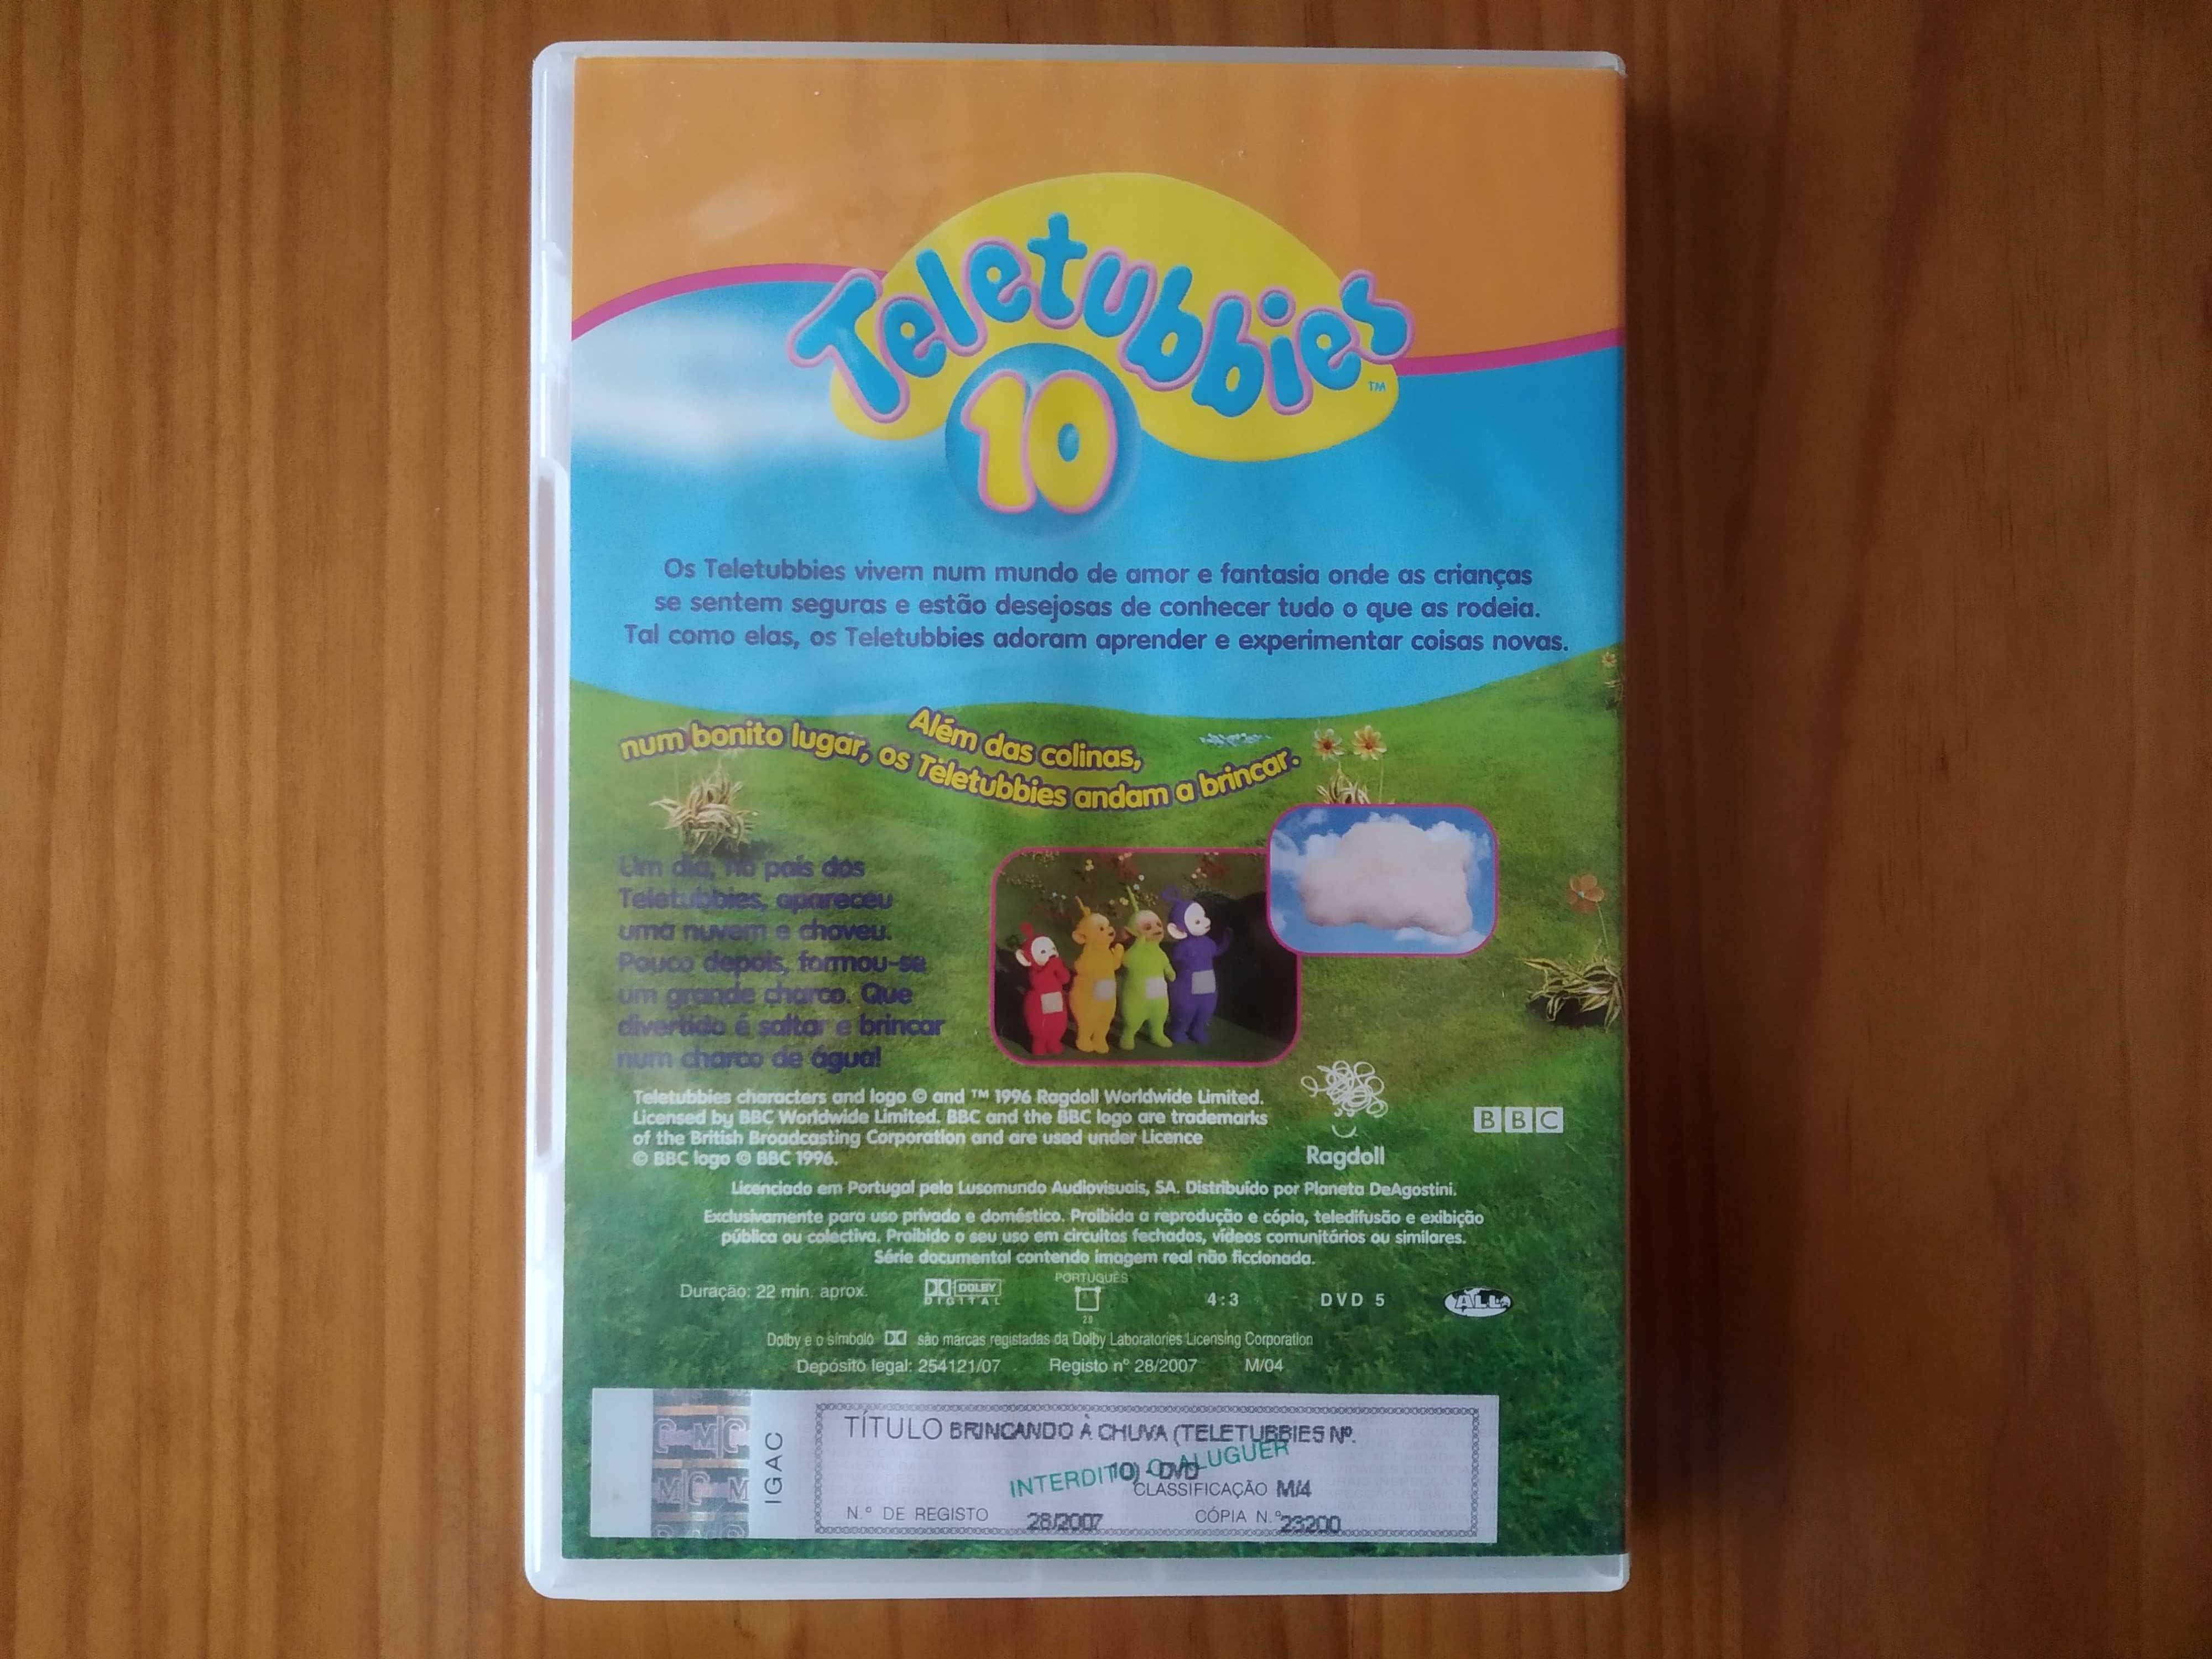 Teletubbies
™
10
Os Teletubbies vivem num mundo de amor e fantasia onde as crianças
se sentem seguras e estão desejosas de conhecer tudo o que as rodeia.
Tal como elas, os Teletubbies adoram aprender e experimentar coisas novas.
Além das colinas,
num bonito lugar, os Teletubbies andam a brincar.
Um dia, no país dos
Teletubbies, apareceu
uma nuvem e choveu.
Pouco depois, formou-se
um grande charco. Que
divertido é saltar e brincar
num charco de água!
Teletubbies characters and logo © and ™ 1996 Ragdoll Worldwide Limited.
Licensed by BBC Worldwide Limited. BBC and the BBC logo are trademarks
of the British Broadcasting Corporation and are used under Licence
© BBC logo © BBC 1996.
Ragdoll
BBC
Licenciado em Portugal pela Lusomundo Audiovisuais, SA. Distribuído por Planeta DeAgostini.
Exclusivamente para uso privado e doméstico. Proibida a reprodução e cópia, teledifusão e exibição
pública ou colectiva. Proibido o seu uso em circuitos fechados, vídeos comunitários ou similares.
Série documental contendo imagem real não ficcionada.
Duração: 22 min. aprox.
DOLBY
DIGITAL
PORTUGUÊS
2.0
4:3
DVD 5
ALL
Dolby e o símbolo são marcas registadas da Dolby Laboratories Licensing Corporation
Depósito legal: 254121/07 Registo nº 28/2007 M/04
IGAC
TÍTULO BRINCANDO À CHUVA (TELETUBBIES Nº.
10) - DVD
INTERDITO O ALUGUER
CLASSIFICAÇÃO M/4
N.º DE REGISTO 28/2007 CÓPIA N.º 23200